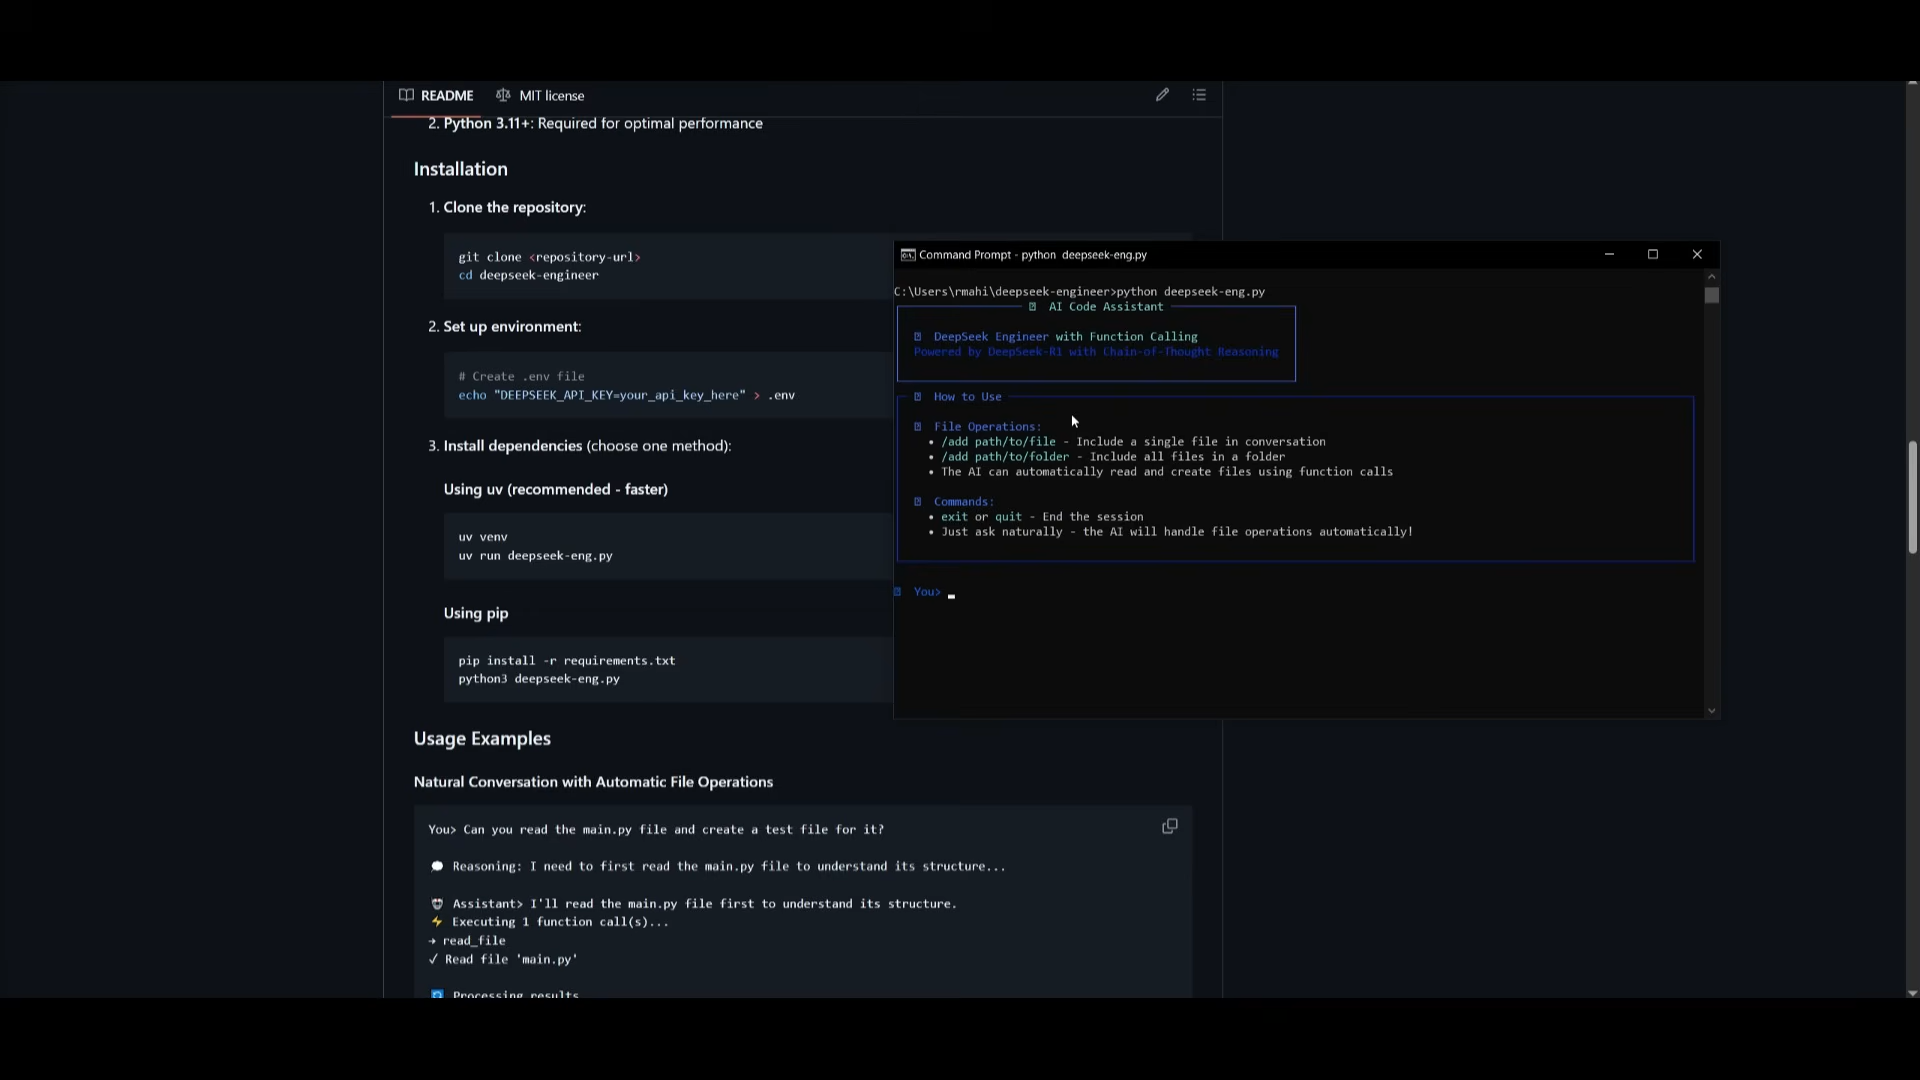 README
MIT license
2. Python 3.11+: Required for optimal performance
Installation
1. Clone the repository:
git clone <repository-url>
cd deepseek-engineer
2. Set up environment:
# Create .env file
echo "DEEPSEEK_API_KEY=your_api_key_here" > .env
3. Install dependencies (choose one method):
Using uv (recommended - faster)
uv venv
uv run deepseek-eng.py
Using pip
pip install -r requirements.txt
python3 deepseek-eng.py
Usage Examples
Natural Conversation with Automatic File Operations
You> Can you read the main.py file and create a test file for it?
Reasoning: I need to first read the main.py file to understand its structure...
Assistant> I'll read the main.py file first to understand its structure.
⚡ Executing 1 function call(s)...
→ read_file
✓ Read file 'main.py'
Processing results
Command Prompt - python  deepseek-eng.py
C:\Users\rmahi\deepseek-engineer>python deepseek-eng.py
AI Code Assistant
DeepSeek Engineer with Function Calling
Powered by DeepSeek-R1 with Chain-of-Thought Reasoning
How to Use
File Operations:
• /add path/to/file - Include a single file in conversation
• /add path/to/folder - Include all files in a folder
• The AI can automatically read and create files using function calls
Commands:
• exit or quit - End the session
• Just ask naturally - the AI will handle file operations automatically!
You>